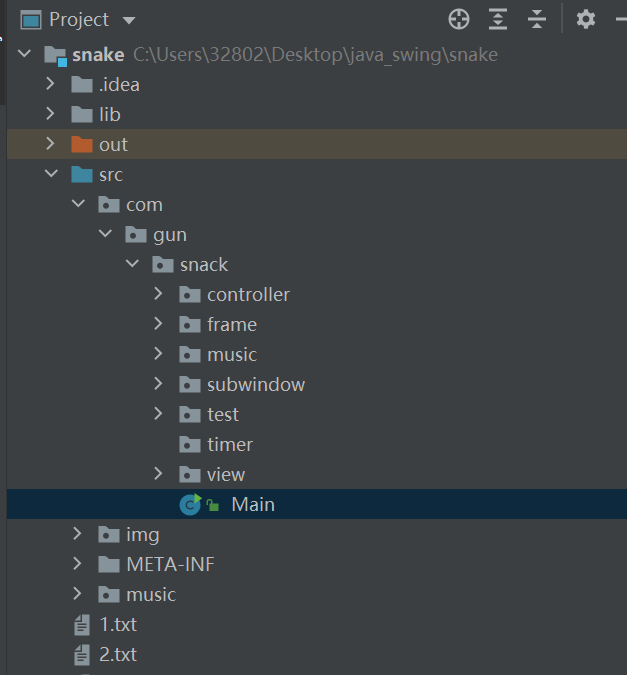 Project
snake C:\Users\32802\Desktop\java_swing\snake
.idea
lib
out
src
com
gun
snack
controller
frame
music
subwindow
test
timer
view
C Main
img
META-INF
music
1.txt
2.txt